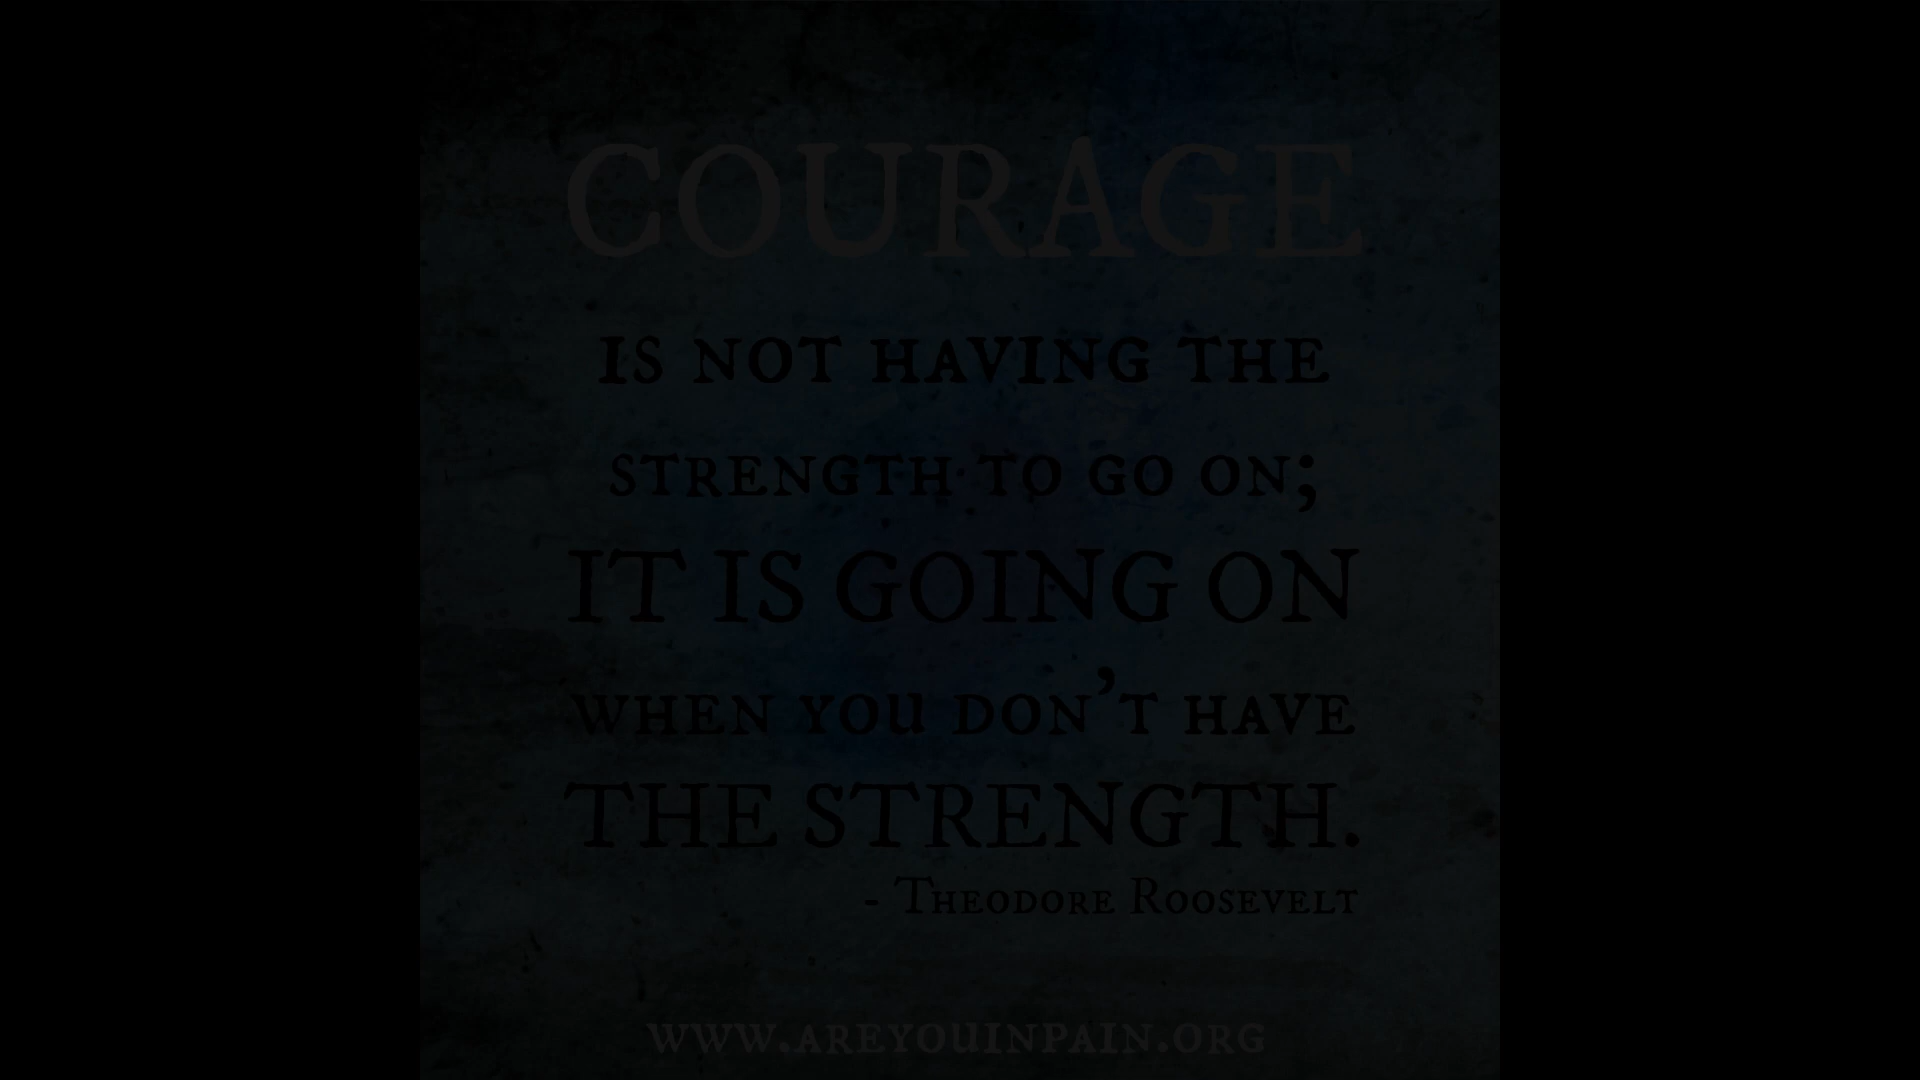 COURAGE
IS NOT HAVING THE
STRENGTH TO GO ON;
IT IS GOING ON
WHEN YOU DON'T HAVE
THE STRENGTH.
- THEODORE ROOSEVELT
WWW.AREYOUINPAIN.ORG